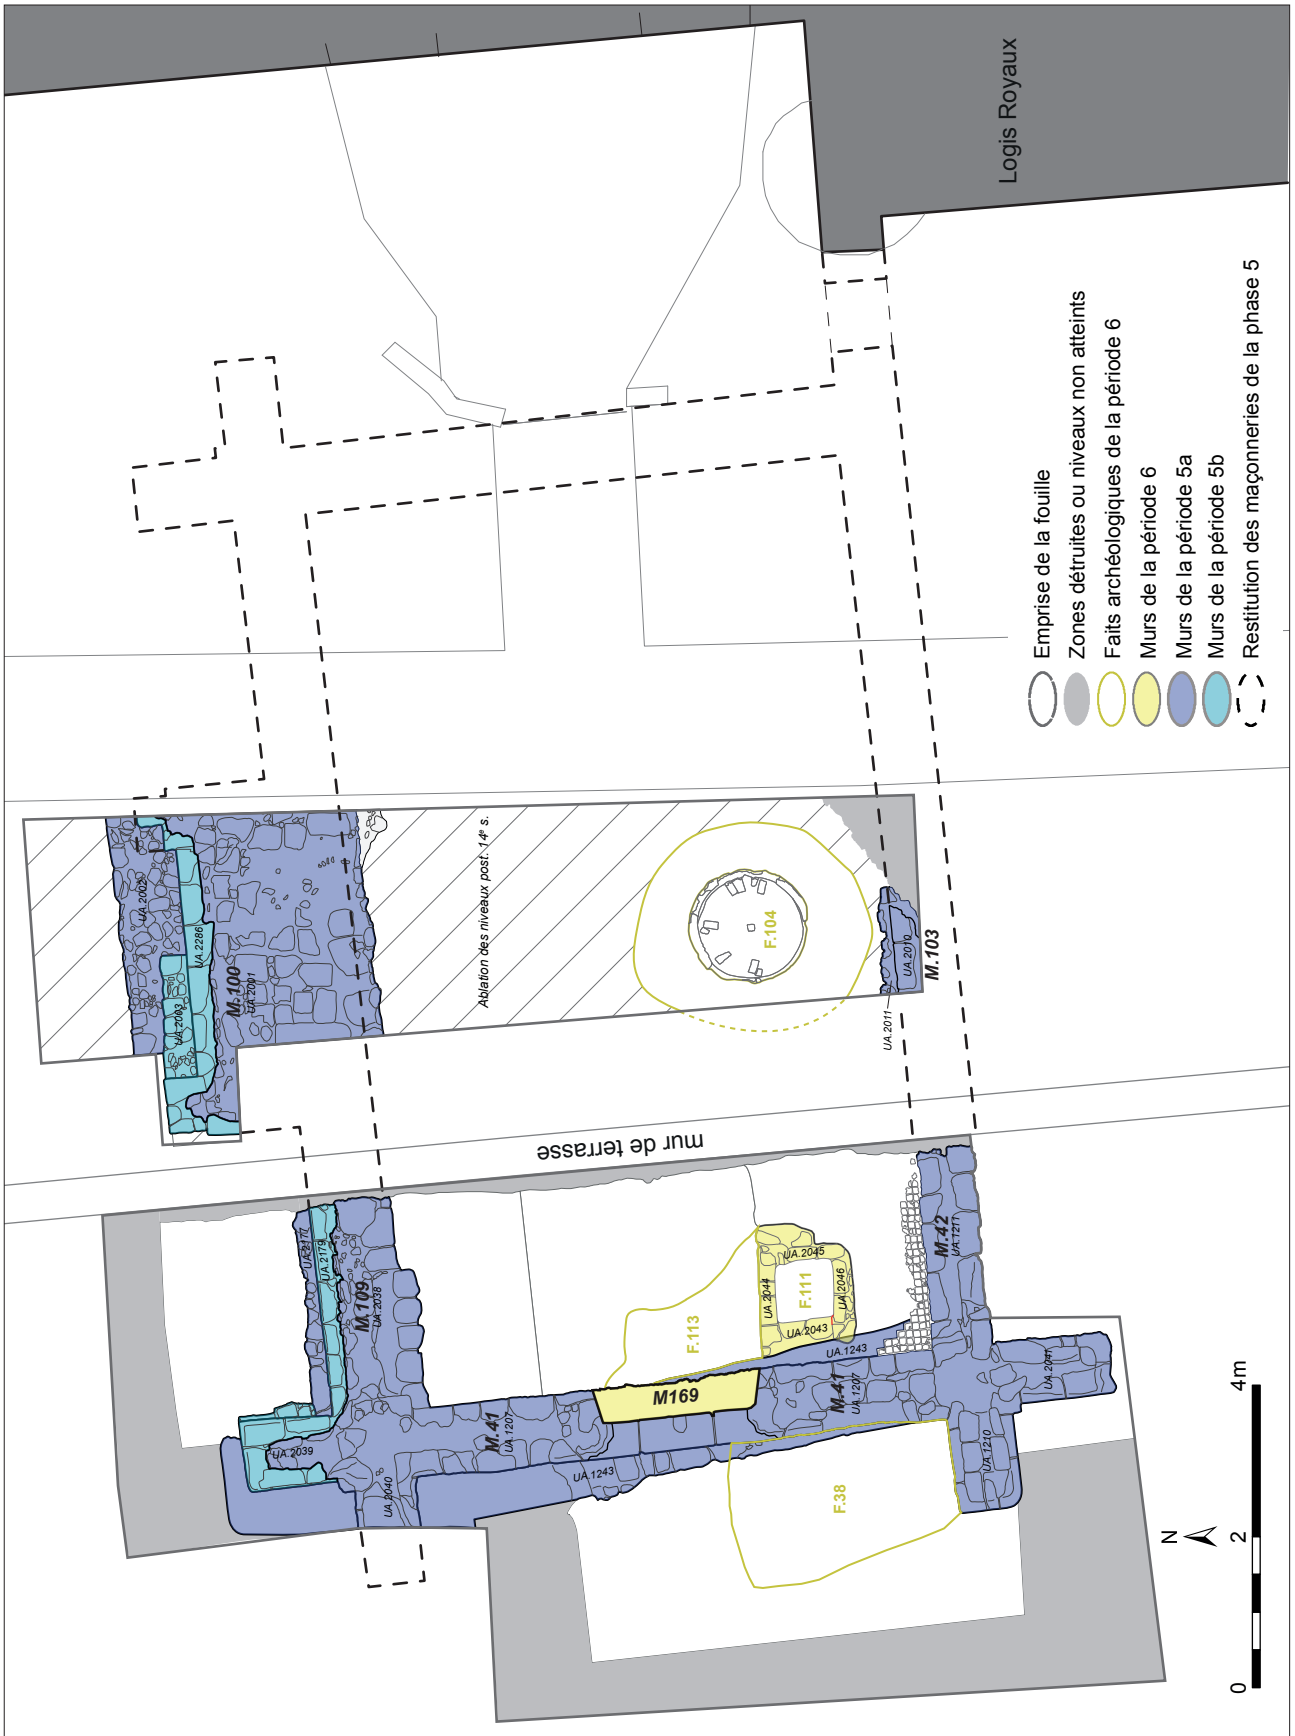 Logis Royaux
Emprise de la fouille
Zones détruites ou niveaux non atteints
Faits archéologiques de la période 6
Murs de la période 6
Murs de la période 5a
Murs de la période 5b
Restitution des maçonneries de la phase 5
UA.2002
UA.2286
UA.2003
M.100
UA.2001
Ablation des niveaux post. 14e s.
F.104
UA.2010
UA.2011
M.103
mur de terrasse
UA.2177
UA.2179
M.109
UA.2038
UA.2039
UA.2040
M.41
UA.1207
UA.1243
M169
F.113
UA.2044
UA.2045
F.111
UA.2046
UA.2043
UA.1243
M.41
UA.1207
M.42
UA.1211
UA.2041
UA.1210
F.38
N
0 2 4m